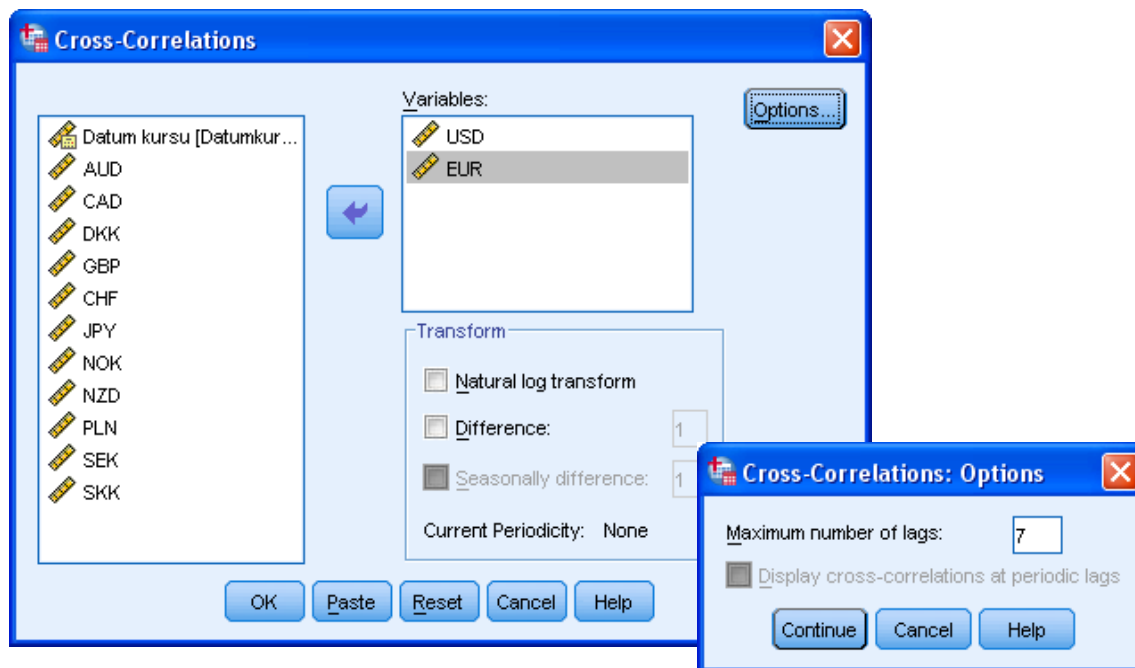 Cross-Correlations
Variables:
Options...
Datum kursu [Datumkur...
AUD
CAD
DKK
GBP
CHF
JPY
NOK
NZD
PLN
SEK
SKK
USD
EUR
Transform
Natural log transform
Difference: 1
Seasonally difference: 1
Current Periodicity: None
OK Paste Reset Cancel Help
Cross-Correlations: Options
Maximum number of lags: 7
Display cross-correlations at periodic lags
Continue Cancel Help